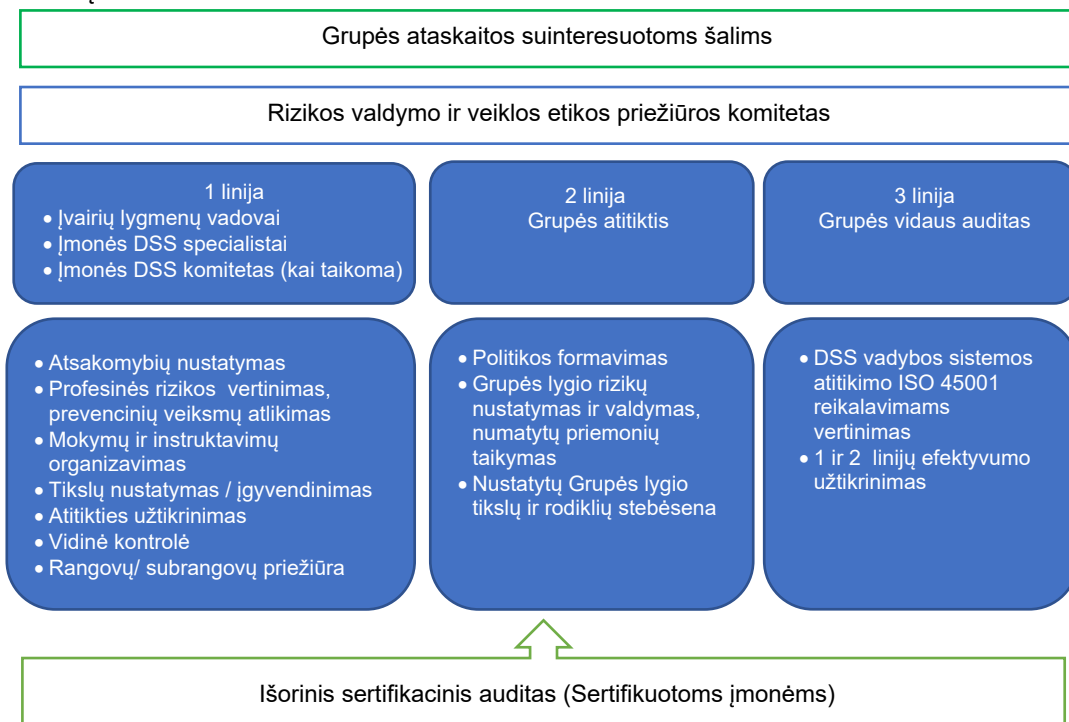 Grupės ataskaitos suinteresuotoms šalims
Rizikos valdymo ir veiklos etikos priežiūros komitetas
1 linija
• Įvairių lygmenų vadovai
• Įmonės DSS specialistai
• Įmonės DSS komitetas (kai taikoma)
2 linija
Grupės atitiktis
3 linija
Grupės vidaus auditas
• Atsakomybių nustatymas
• Profesinės rizikos vertinimas,
prevencinių veiksmų atlikimas
• Mokymų ir instruktavimų
organizavimas
• Tikslų nustatymas / įgyvendinimas
• Atitikties užtikrinimas
• Vidinė kontrolė
• Rangovų/ subrangovų priežiūra
• Politikos formavimas
• Grupės lygio rizikų
nustatymas ir valdymas,
numatytų priemonių
taikymas
• Nustatytų Grupės lygio
tikslų ir rodiklių stebėsena
• DSS vadybos sistemos
atitikimo ISO 45001
reikalavimams
vertinimas
• 1 ir 2 linijų efektyvumo
užtikrinimas
Išorinis sertifikacinis auditas (Sertifikuotoms įmonėms)